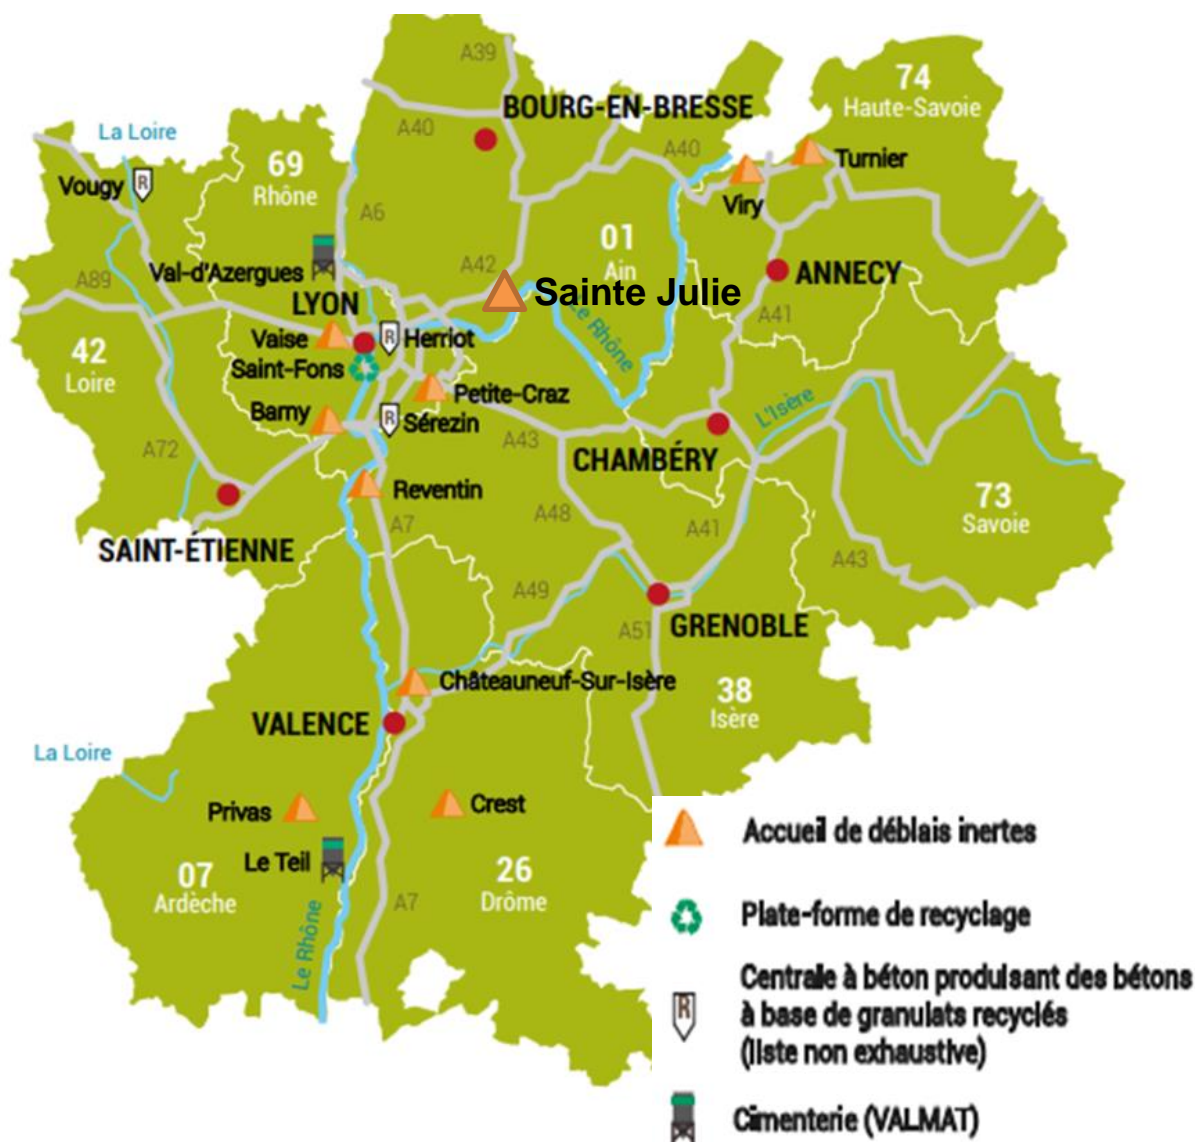 A39
74
Haute-Savoie
BOURG-EN-BRESSE
La Loire
A40
A40
69
Rhône
Turnier
Vougy
R
Viry
A6
01
Ain
Val-d'Azergues
A42
ANNECY
A89
Sainte Julie
LYON
A41
Le Rhône
Vaise
R
Herriot
42
Loire
Saint-Fons
Petite-Craz
L'Isère
Barny
R
Sérezin
A43
A72
CHAMBÉRY
Reventin
73
Savoie
A48
A7
A41
SAINT-ÉTIENNE
A43
A49
A51
GRENOBLE
Châteauneuf-Sur-Isère
38
Isère
VALENCE
La Loire
Privas
Crest
Le Teil
07
Ardèche
26
Drôme
A7
Le Rhône
Accueil de déblais inertes
Plate-forme de recyclage
Centrale à béton produisant des bétons
R
à base de granulats recyclés
(liste non exhaustive)
Cimenterie (VALMAT)